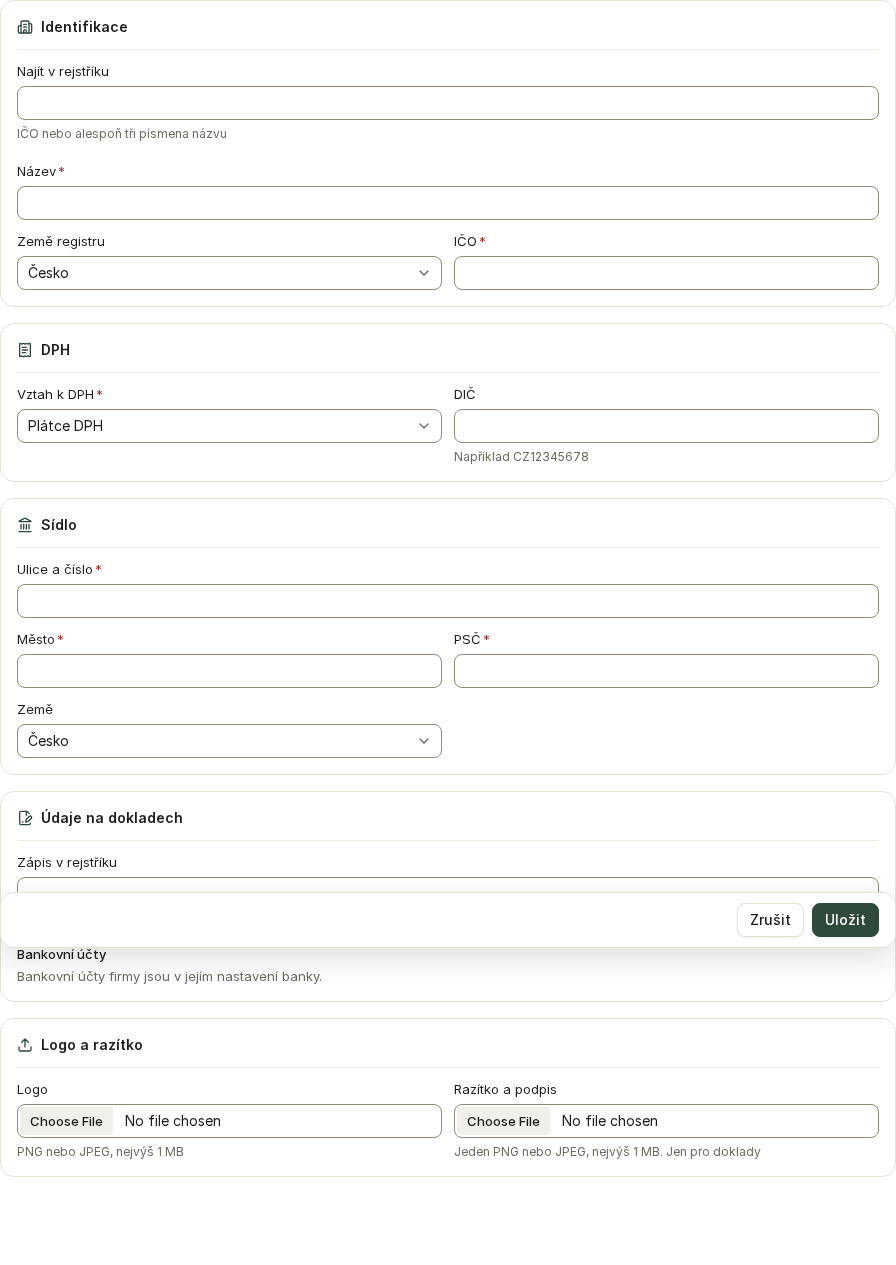 Identifikace
Najít v rejstříku
IČO nebo alespoň tři písmena názvu
Název *
Země registru
IČO *
Česko
DPH
Vztah k DPH *
DIČ
Plátce DPH
Například CZ12345678
Sídlo
Ulice a číslo *
Město *
PSČ *
Země
Česko
Údaje na dokladech
Zápis v rejstříku
Zrušit
Uložit
Bankovní účty
Bankovní účty firmy jsou v jejím nastavení banky.
Logo a razítko
Logo
Razítko a podpis
Choose File No file chosen
Choose File No file chosen
PNG nebo JPEG, nejvýš 1 MB
Jeden PNG nebo JPEG, nejvýš 1 MB. Jen pro doklady